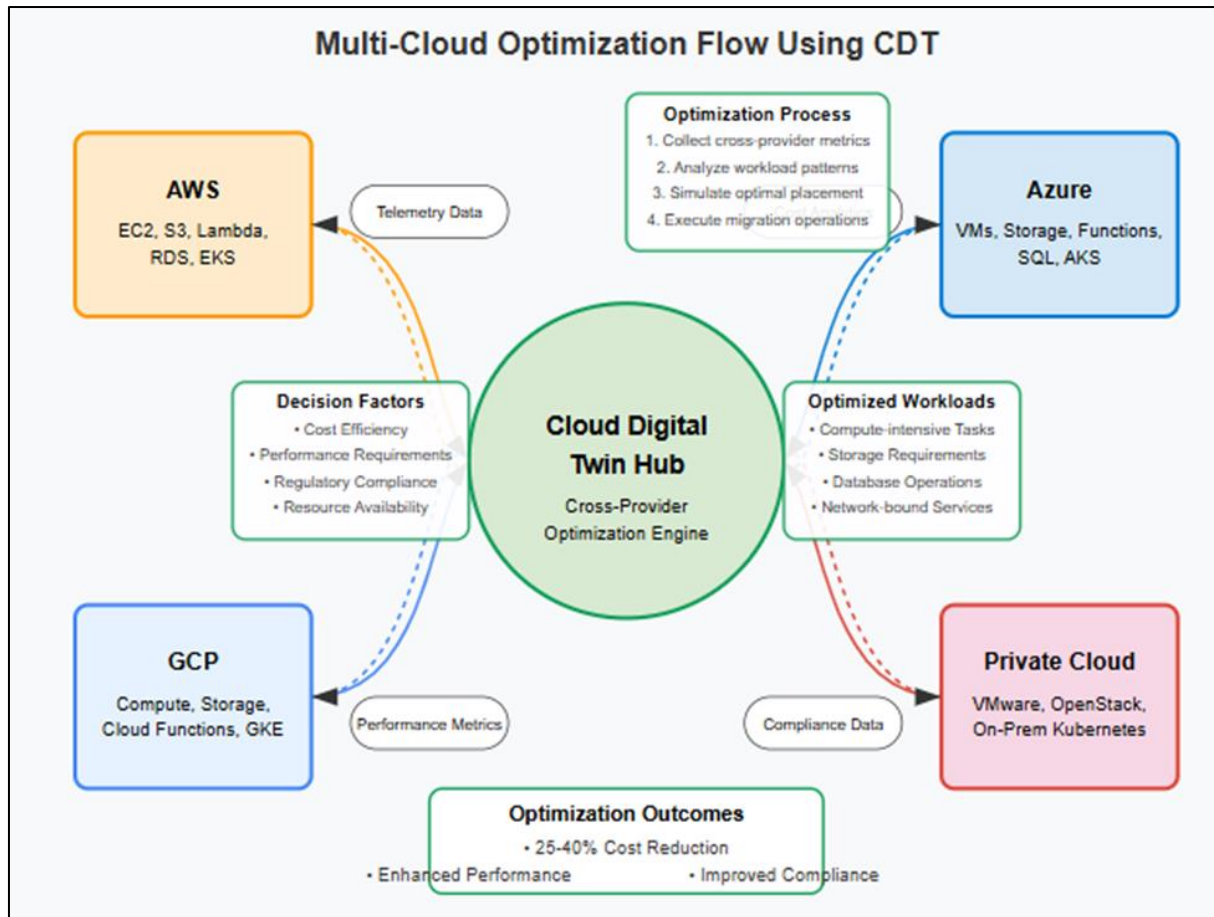 Multi-Cloud Optimization Flow Using CDT
Optimization Process
1. Collect cross-provider metrics
2. Analyze workload patterns
3. Simulate optimal placement
4. Execute migration operations
AWS
EC2, S3, Lambda,
RDS, EKS
Telemetry Data
Azure
VMs, Storage, Functions,
SQL, AKS
Decision Factors
• Cost Efficiency
• Performance Requirements
• Regulatory Compliance
• Resource Availability
Cloud Digital
Twin Hub
Cross-Provider
Optimization Engine
Optimized Workloads
• Compute-intensive Tasks
• Storage Requirements
• Database Operations
• Network-bound Services
GCP
Compute, Storage,
Cloud Functions, GKE
Performance Metrics
Compliance Data
Private Cloud
VMware, OpenStack,
On-Prem Kubernetes
Optimization Outcomes
• 25-40% Cost Reduction
• Enhanced Performance
• Improved Compliance